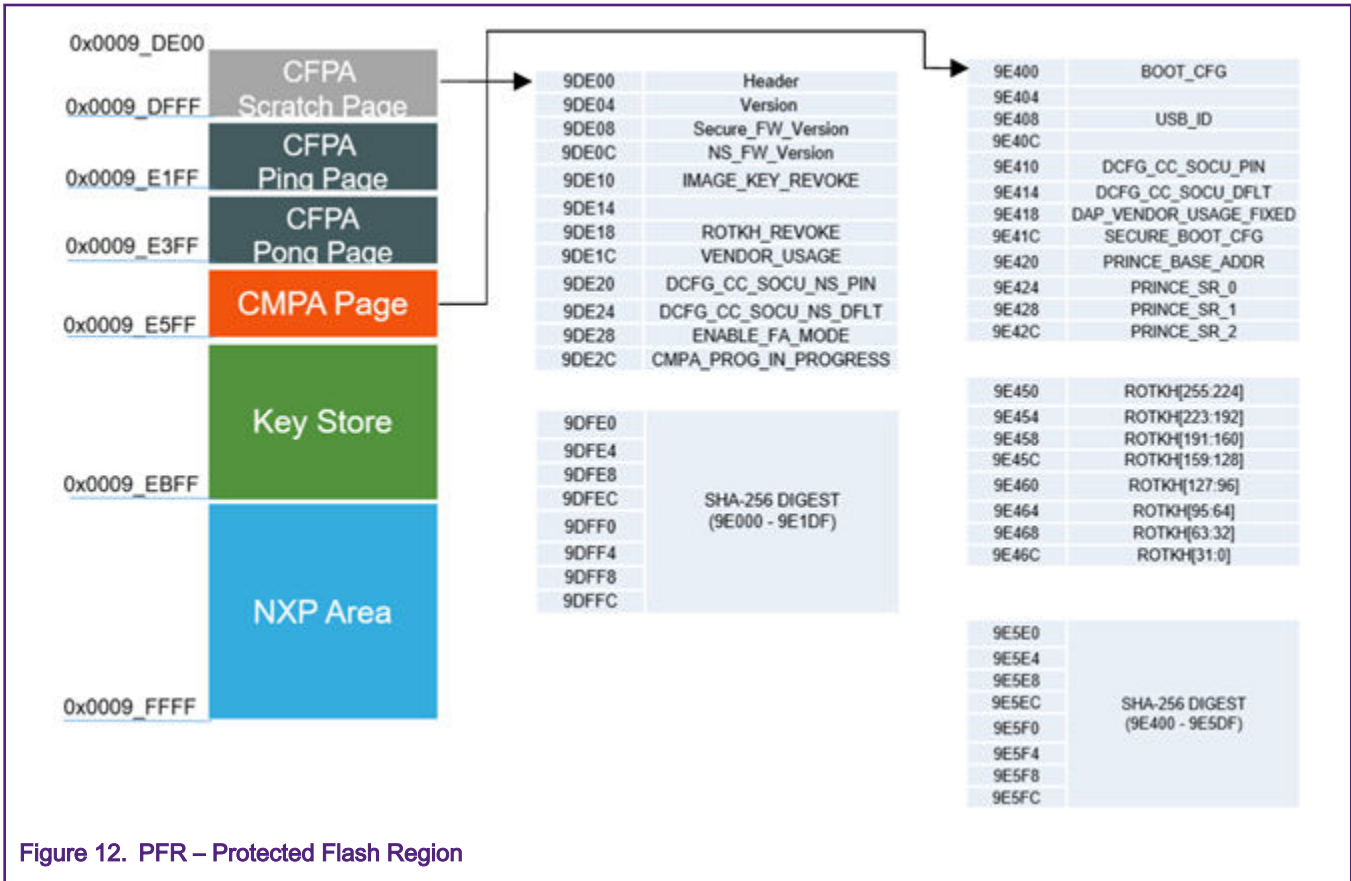 0x0009_DE00
CFPA
Scratch Page
0x0009_DFFF
CFPA
Ping Page
0x0009_E1FF
CFPA
Pong Page
0x0009_E3FF
CMPA Page
0x0009_E5FF
Key Store
0x0009_EBFF
NXP Area
0x0009_FFFF
9DE00 Header
9DE04 Version
9DE08 Secure_FW_Version
9DE0C NS_FW_Version
9DE10 IMAGE_KEY_REVOKE
9DE14
9DE18 ROTKH_REVOKE
9DE1C VENDOR_USAGE
9DE20 DCFG_CC_SOCU_NS_PIN
9DE24 DCFG_CC_SOCU_NS_DFLT
9DE28 ENABLE_FA_MODE
9DE2C CMPA_PROG_IN_PROGRESS
9DFE0
9DFE4
9DFE8
9DFEC SHA-256 DIGEST
9DFF0 (9E000 - 9E1DF)
9DFF4
9DFF8
9DFFC
9E400 BOOT_CFG
9E404
9E408 USB_ID
9E40C
9E410 DCFG_CC_SOCU_PIN
9E414 DCFG_CC_SOCU_DFLT
9E418 DAP_VENDOR_USAGE_FIXED
9E41C SECURE_BOOT_CFG
9E420 PRINCE_BASE_ADDR
9E424 PRINCE_SR_0
9E428 PRINCE_SR_1
9E42C PRINCE_SR_2
9E450 ROTKH[255:224]
9E454 ROTKH[223:192]
9E458 ROTKH[191:160]
9E45C ROTKH[159:128]
9E460 ROTKH[127:96]
9E464 ROTKH[95:64]
9E468 ROTKH[63:32]
9E46C ROTKH[31:0]
9E5E0
9E5E4
9E5E8
9E5EC SHA-256 DIGEST
9E5F0 (9E400 - 9E5DF)
9E5F4
9E5F8
9E5FC
Figure 12. PFR – Protected Flash Region